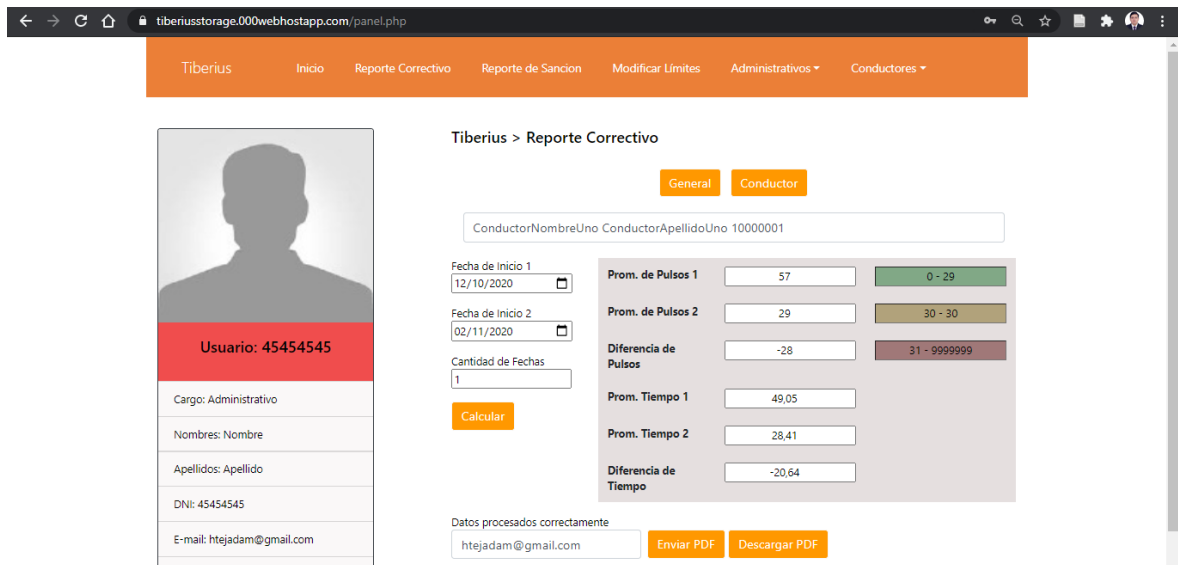 tiberiusstorage.000webhostapp.com/panel.php
Tiberius Inicio Reporte Correctivo Reporte de Sancion Modificar Límites Administrativos Conductores
Usuario: 45454545
Cargo: Administrativo
Nombres: Nombre
Apellidos: Apellido
DNI: 45454545
E-mail: htejadam@gmail.com
Tiberius > Reporte Correctivo
General Conductor
ConductorNombreUno ConductorApellidoUno 10000001
Fecha de Inicio 1
12/10/2020
Fecha de Inicio 2
02/11/2020
Cantidad de Fechas
1
Calcular
Prom. de Pulsos 1 57 0 - 29
Prom. de Pulsos 2 29 30 - 30
Diferencia de
Pulsos -28 31 - 9999999
Prom. Tiempo 1 49,05
Prom. Tiempo 2 28,41
Diferencia de
Tiempo -20,64
Datos procesados correctamente
htejadam@gmail.com Enviar PDF Descargar PDF